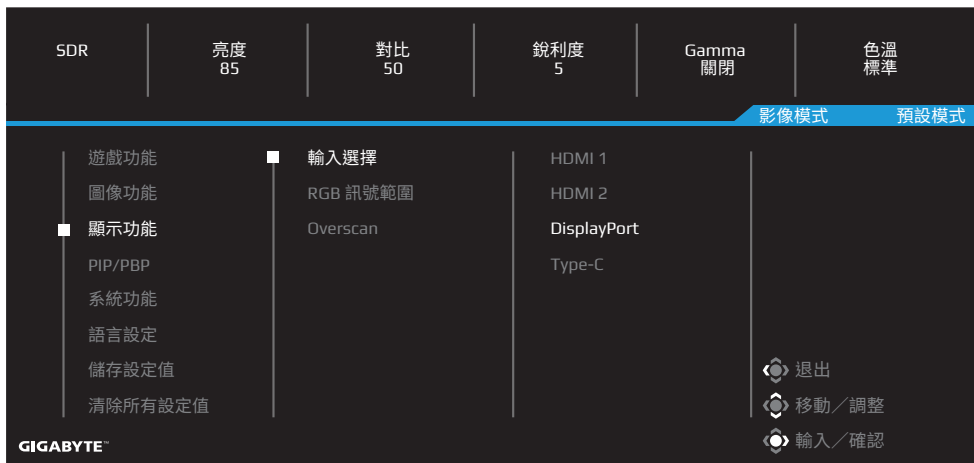 SDR
亮度
85
對比
50
銳利度
5
Gamma
關閉
色溫
標準
影像模式 預設模式
遊戲功能
圖像功能
顯示功能
PIP/PBP
系統功能
語言設定
儲存設定值
清除所有設定值
輸入選擇
RGB 訊號範圍
Overscan
HDMI 1
HDMI 2
DisplayPort
Type-C
退出
移動／調整
輸入／確認
GIGABYTE™